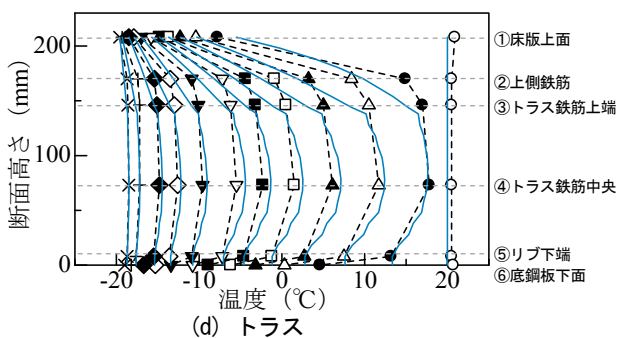 断面高さ (mm)
200
100
0
①床版上面
②上側鉄筋
③トラス鉄筋上端
④トラス鉄筋中央
⑤リブ下端
⑥底鋼板下面
-20 -10 0 10 20
温度 (℃)
(d) トラス